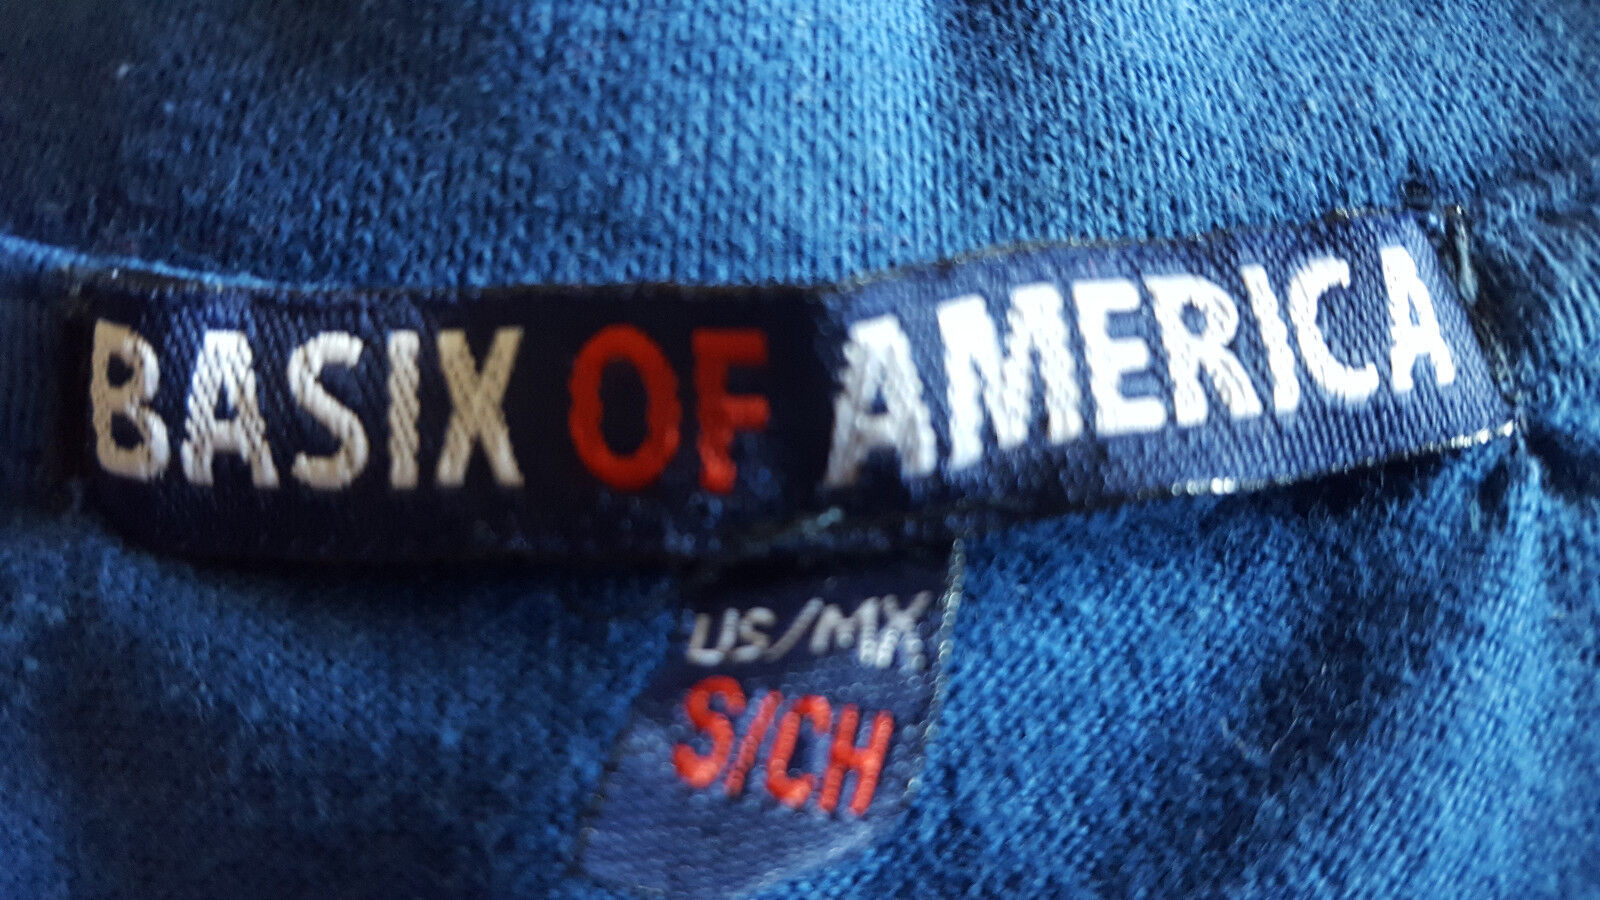 BASIX OF AMERICA
US/MX
S/CH